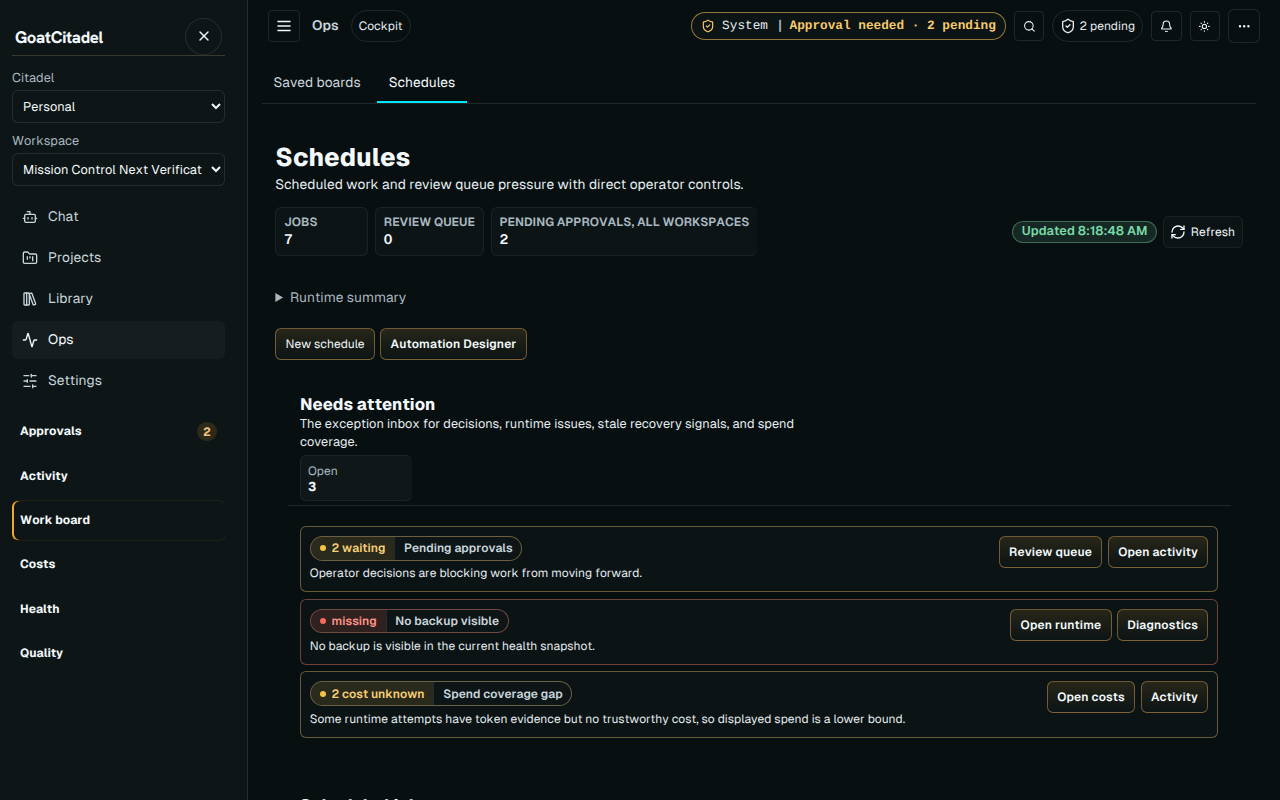 GoatCitadel
Citadel
Personal
Workspace
Mission Control Next Verificat
Chat
Projects
Library
Ops
Settings
Approvals 2
Activity
Work board
Costs
Health
Quality
Ops Cockpit
System | Approval needed · 2 pending
2 pending
Saved boards Schedules
Schedules
Scheduled work and review queue pressure with direct operator controls.
JOBS
7
REVIEW QUEUE
0
PENDING APPROVALS, ALL WORKSPACES
2
Updated 8:18:48 AM
Refresh
Runtime summary
New schedule Automation Designer
Needs attention
The exception inbox for decisions, runtime issues, stale recovery signals, and spend
coverage.
Open
3
2 waiting Pending approvals
Operator decisions are blocking work from moving forward.
Review queue Open activity
missing No backup visible
No backup is visible in the current health snapshot.
Open runtime Diagnostics
2 cost unknown Spend coverage gap
Some runtime attempts have token evidence but no trustworthy cost, so displayed spend is a lower bound.
Open costs Activity